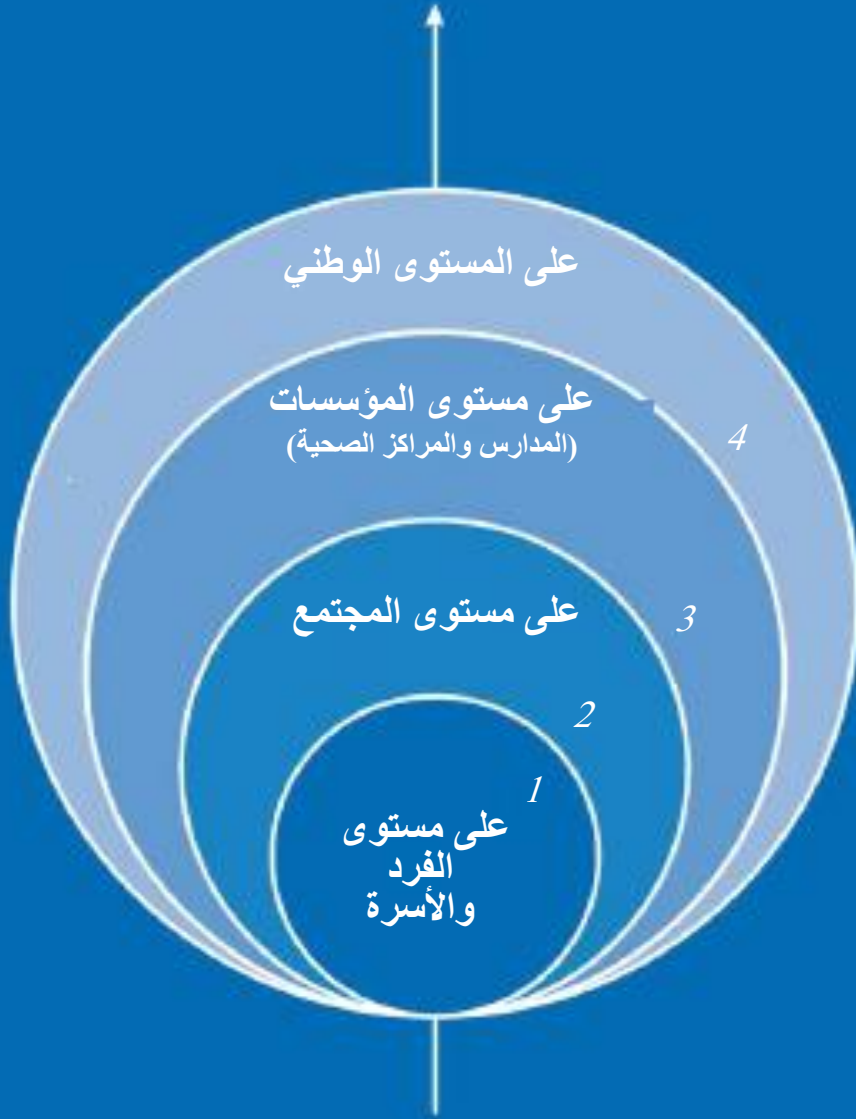 على المستوى الوطني
على مستوى المؤسسات
(المدارس والمراكز الصحية)
4
على مستوى المجتمع
3
2
1
على مستوى
الفرد
والأسرة